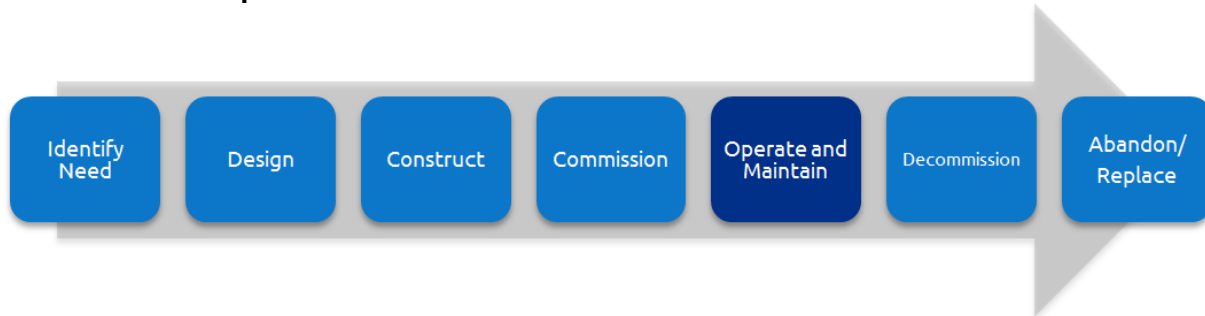 Identify
Need
Design
Construct
Commission
Operate and
Maintain
Decommission
Abandon/
Replace